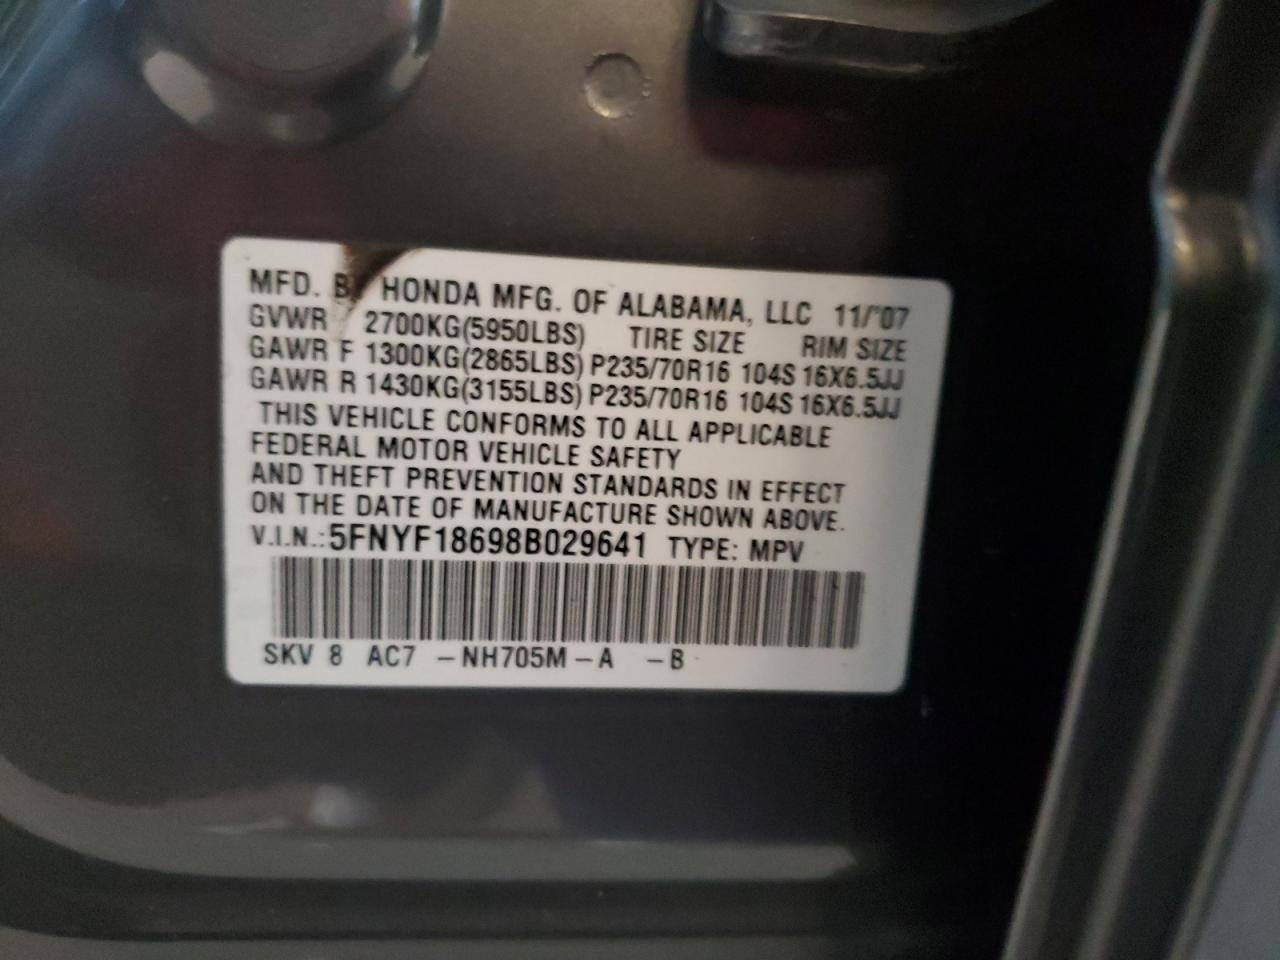 MFD. BY HONDA MFG. OF ALABAMA, LLC 11/'07
GVWR 2700KG(5950LBS) TIRE SIZE RIM SIZE
GAWR F 1300KG(2865LBS) P235/70R16 104S 16X6.5JJ
GAWR R 1430KG(3155LBS) P235/70R16 104S 16X6.5JJ
THIS VEHICLE CONFORMS TO ALL APPLICABLE
FEDERAL MOTOR VEHICLE SAFETY
AND THEFT PREVENTION STANDARDS IN EFFECT
ON THE DATE OF MANUFACTURE SHOWN ABOVE.
V.I.N.: 5FNYF18698B029641 TYPE: MPV
SKV 8 AC7 -NH705M-A -B